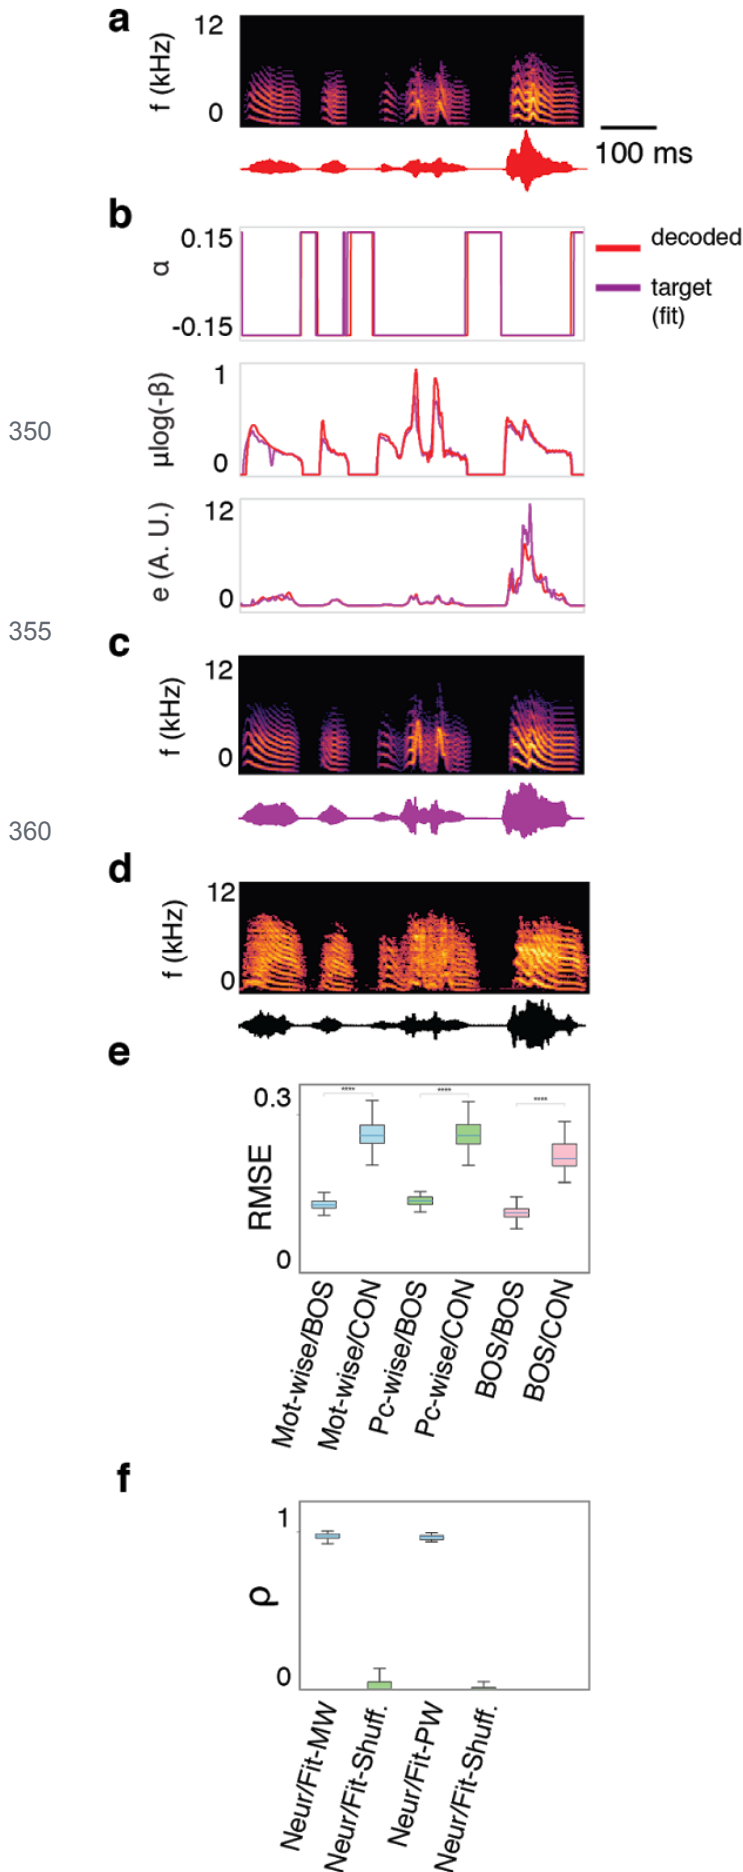 a
12
f (kHz)
0
100 ms
b
0.15
α
-0.15
decoded
target
(fit)
1
µlog(-β)
0
350
12
e (A. U.)
0
355
c
12
f (kHz)
0
360
d
12
f (kHz)
0
e
0.3
RMSE
0
**** **** ****
Mot-wise/BOS
Mot-wise/CON
Pc-wise/BOS
Pc-wise/CON
BOS/BOS
BOS/CON
f
1
ρ
0
Neur/Fit-MW
Neur/Fit-Shuff.
Neur/Fit-PW
Neur/Fit-Shuff.